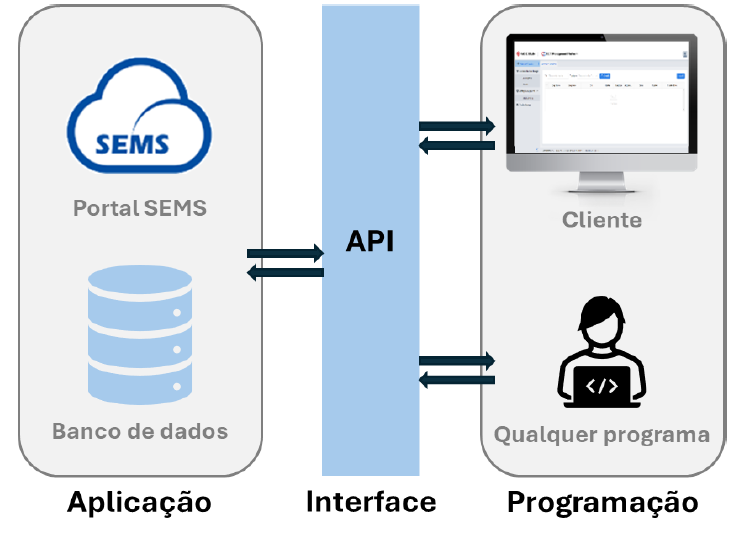 SEMS
Portal SEMS
Banco de dados
Aplicação
API
Interface
Cliente
</>
Qualquer programa
Programação